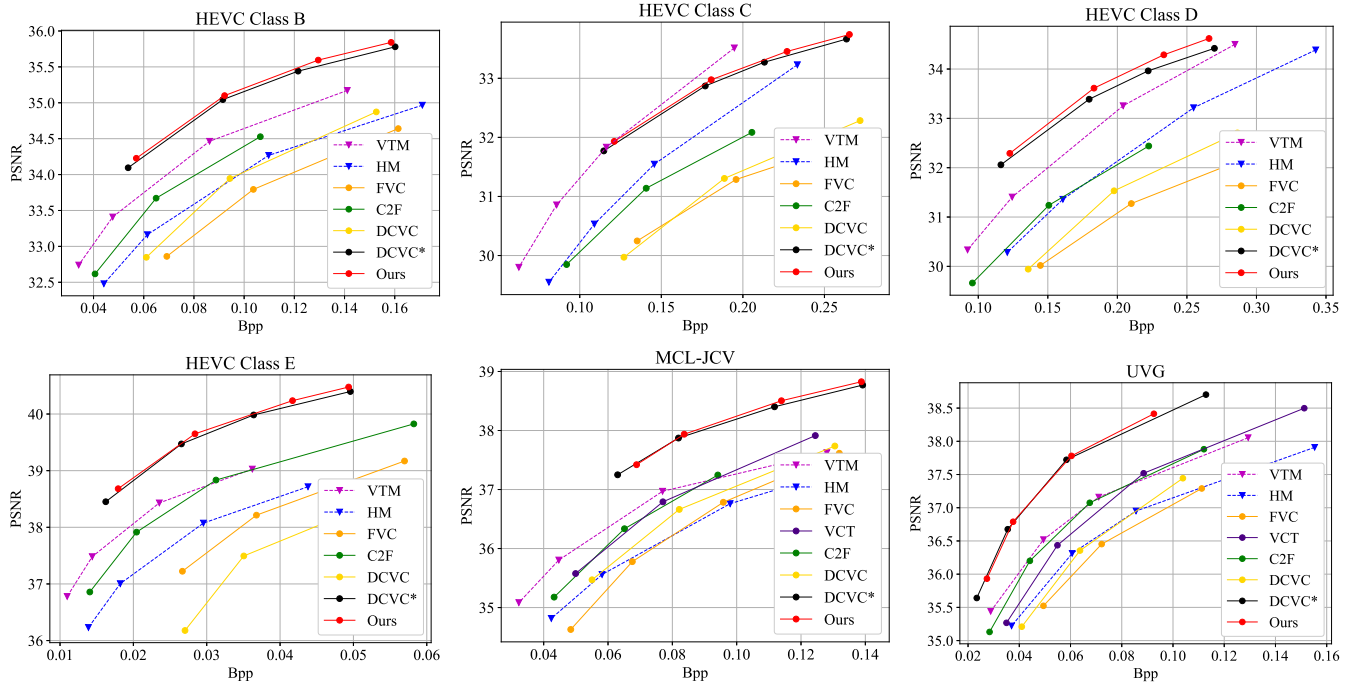 HEVC Class B
36.0
35.5
35.0
34.5
34.0
33.5
33.0
32.5
PSNR
0.04 0.06 0.08 0.10 0.12 0.14 0.16
Bpp
VTM
HM
FVC
C2F
DCVC
DCVC*
Ours
HEVC Class C
33
32
31
30
PSNR
0.10 0.15 0.20 0.25
Bpp
VTM
HM
FVC
C2F
DCVC
DCVC*
Ours
HEVC Class D
34
33
32
31
30
PSNR
0.10 0.15 0.20 0.25 0.30 0.35
Bpp
VTM
HM
FVC
C2F
DCVC
DCVC*
Ours
HEVC Class E
40
39
38
37
36
PSNR
0.01 0.02 0.03 0.04 0.05 0.06
Bpp
VTM
HM
FVC
C2F
DCVC
DCVC*
Ours
MCL-JCV
39
38
37
36
35
PSNR
0.04 0.06 0.08 0.10 0.12 0.14
Bpp
VTM
HM
FVC
VCT
C2F
DCVC
DCVC*
Ours
UVG
38.5
38.0
37.5
37.0
36.5
36.0
35.5
35.0
PSNR
0.02 0.04 0.06 0.08 0.10 0.12 0.14 0.16
Bpp
VTM
HM
FVC
VCT
C2F
DCVC
DCVC*
Ours